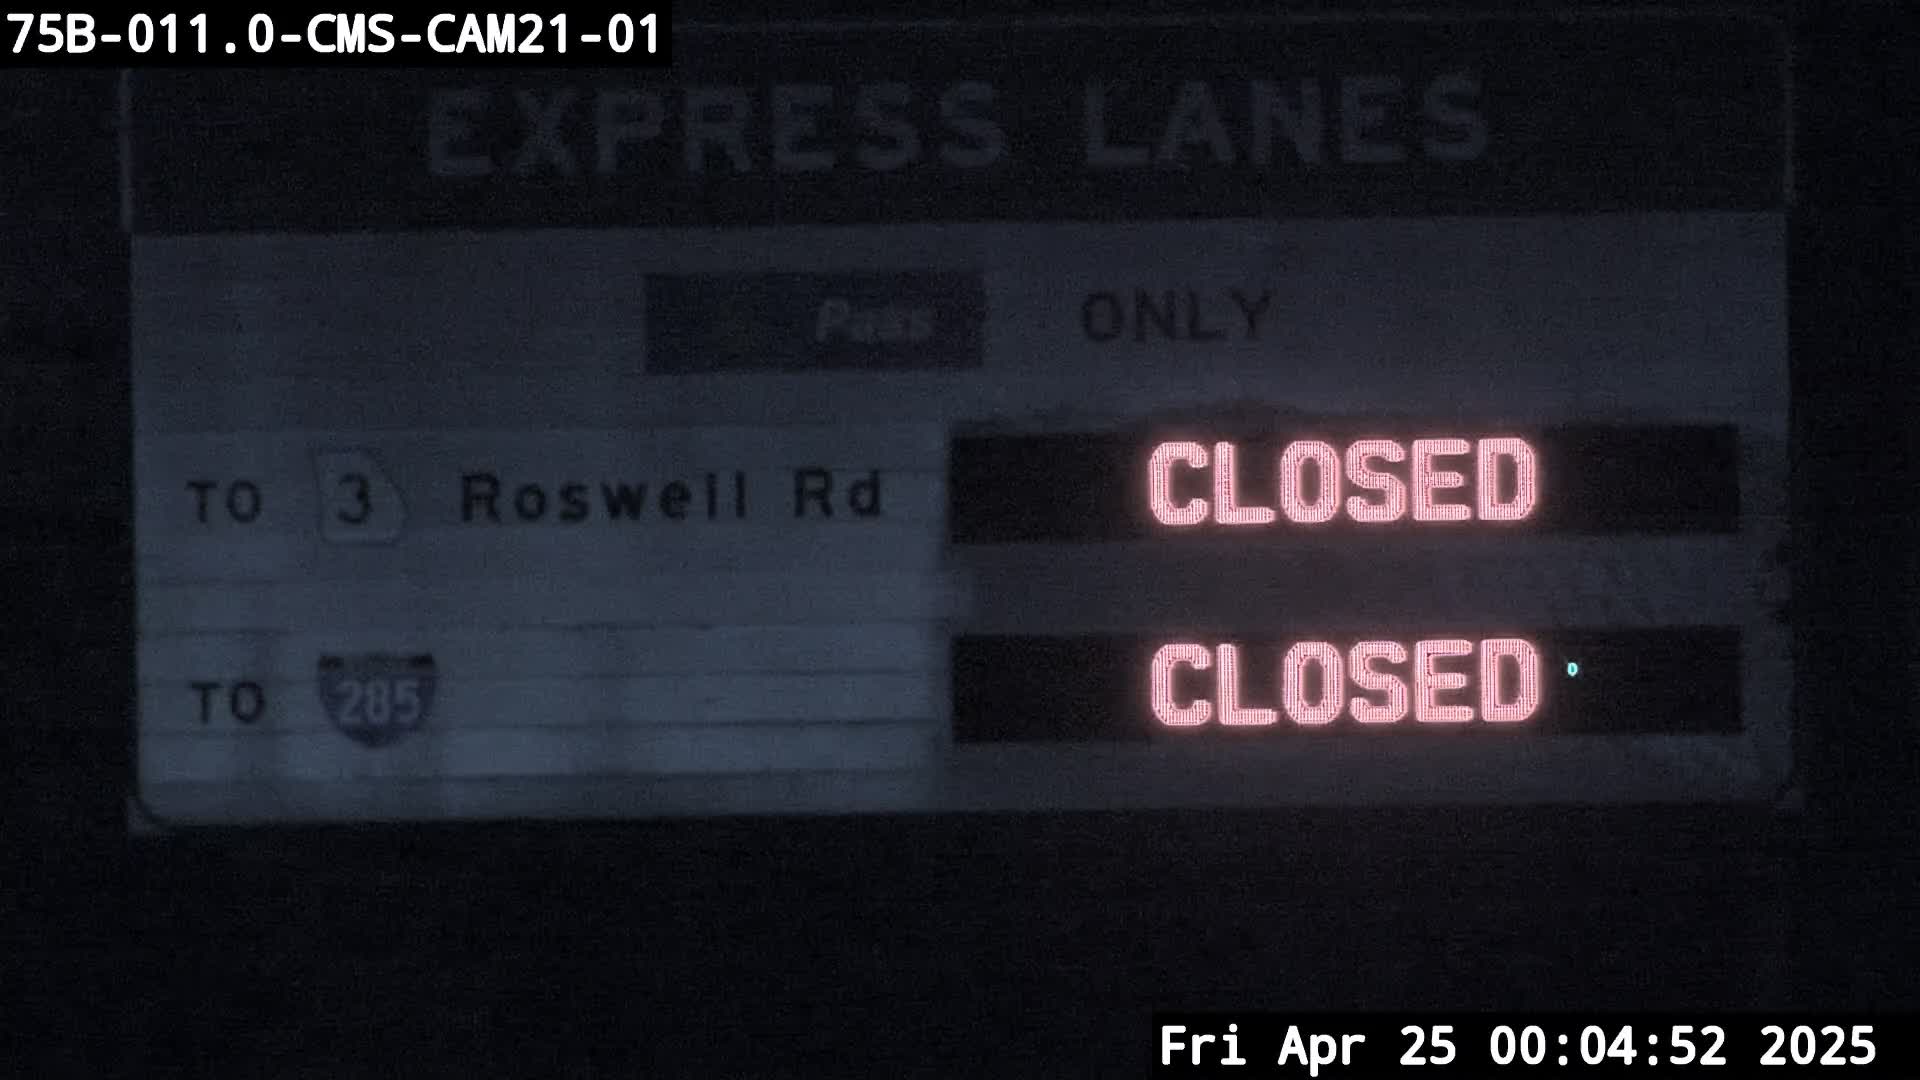 75B-011.0-CMS-CAM21-01
EXPRESS LANES
Pass ONLY
TO 3 Roswell Rd CLOSED
TO 285 CLOSED
Fri Apr 25 00:04:52 2025